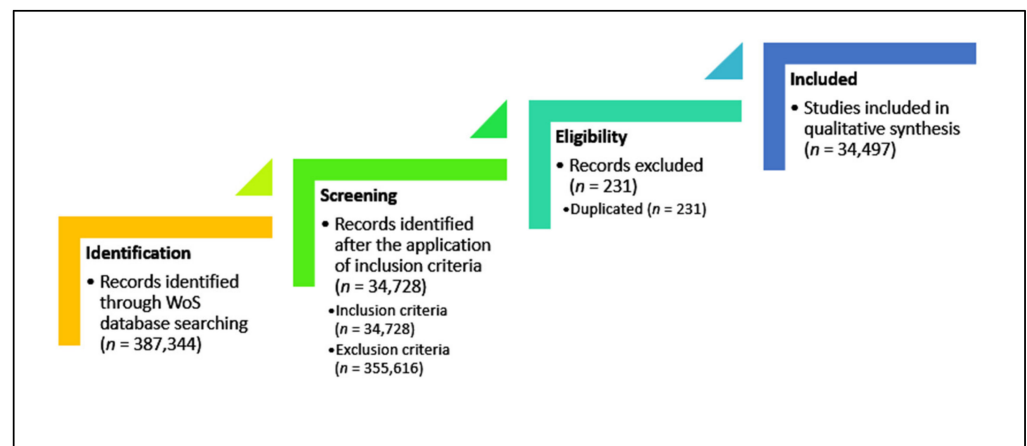 Identification
• Records identified
through WoS
database searching
(n = 387,344)
Screening
• Records identified
after the application
of inclusion criteria
(n = 34,728)
•Inclusion criteria
(n = 34,728)
•Exclusion criteria
(n = 355,616)
Eligibility
• Records excluded
(n = 231)
•Duplicated (n = 231)
Included
• Studies included in
qualitative synthesis
(n = 34,497)